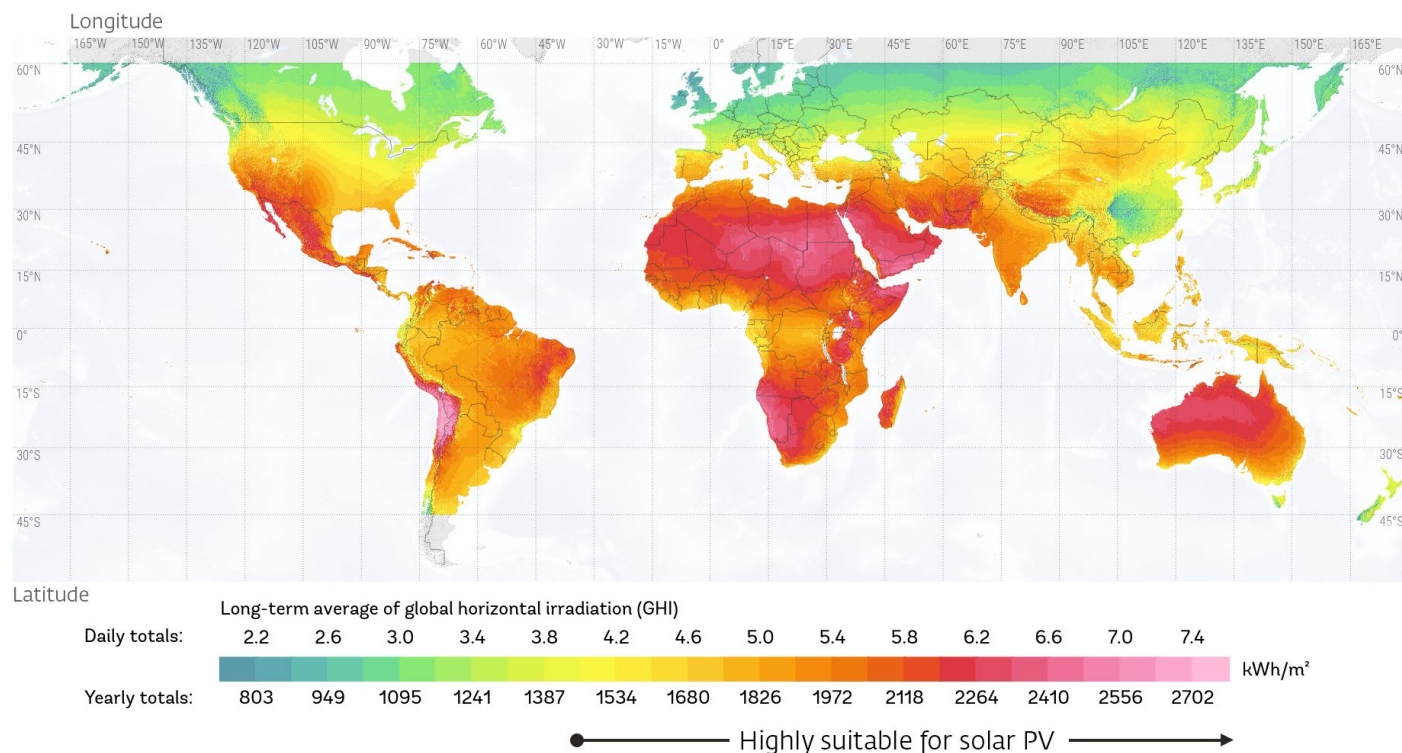 Longitude
165°W 150°W 135°W 120°W 105°W 90°W 75°W 60°W 45°W 30°W 15°W 0° 15°E 30°E 45°E 60°E 75°E 90°E 105°E 120°E 135°E 150°E 165°E
60°N 60°N
45°N 45°N
30°N 30°N
15°N 15°N
0° 0°
15°S 15°S
30°S 30°S
45°S 45°S
Latitude
Long-term average of global horizontal irradiation (GHI)
Daily totals: 2.2 2.6 3.0 3.4 3.8 4.2 4.6 5.0 5.4 5.8 6.2 6.6 7.0 7.4
kWh/m²
Yearly totals: 803 949 1095 1241 1387 1534 1680 1826 1972 2118 2264 2410 2556 2702
Highly suitable for solar PV